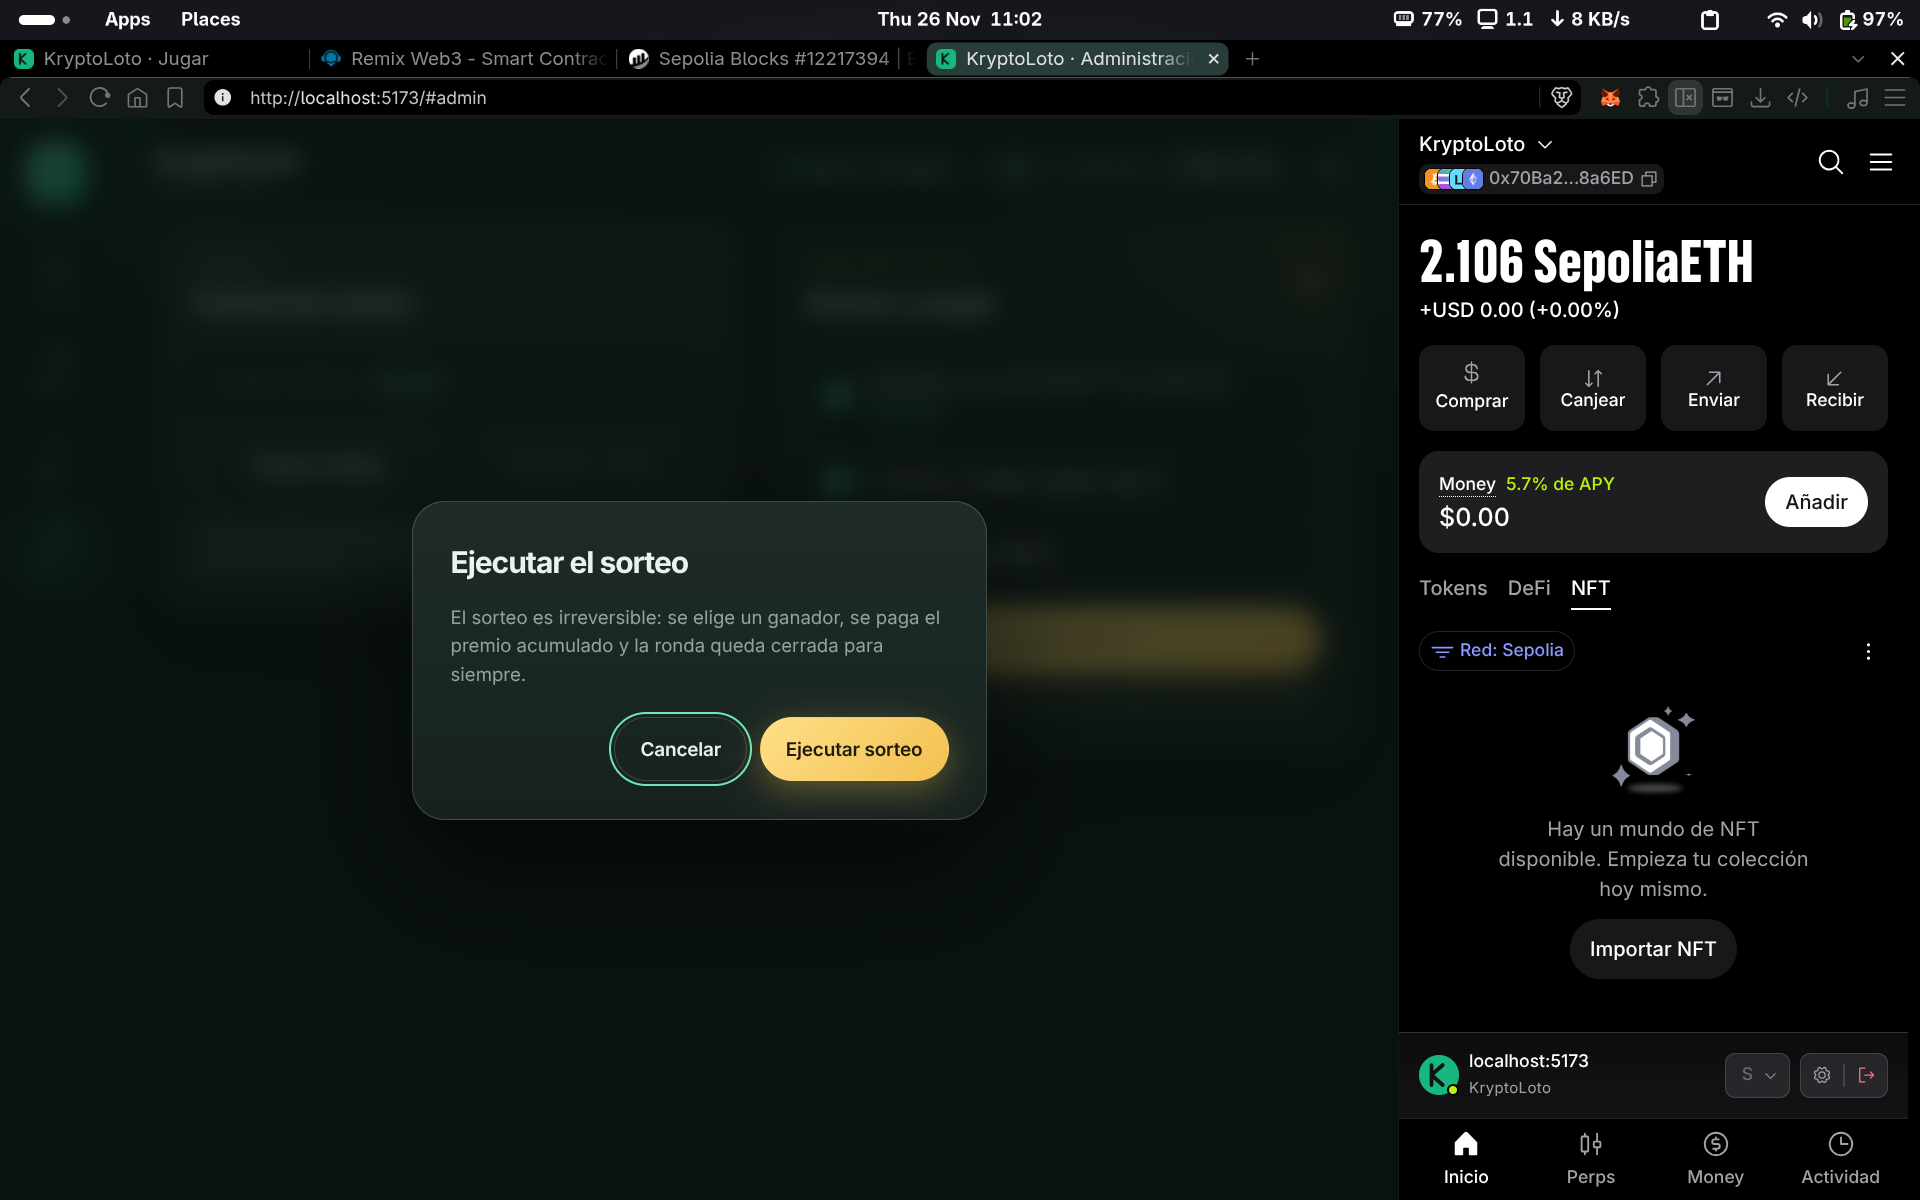 Apps Places Thu 26 Nov 11:02 77% 1.1 8 KB/s 97%
KryptoLoto · Jugar Remix Web3 - Smart Contrac Sepolia Blocks #12217394 | E KryptoLoto · Administraci
http://localhost:5173/#admin
Ejecutar el sorteo
El sorteo es irreversible: se elige un ganador, se paga el
premio acumulado y la ronda queda cerrada para
siempre.
Cancelar Ejecutar sorteo
KryptoLoto
0x70Ba2...8a6ED
2.106 SepoliaETH
+USD 0.00 (+0.00%)
Comprar Canjear Enviar Recibir
Money 5.7% de APY
$0.00
Añadir
Tokens DeFi NFT
Red: Sepolia
Hay un mundo de NFT
disponible. Empieza tu colección
hoy mismo.
Importar NFT
localhost:5173
KryptoLoto
S
Inicio Perps Money Actividad